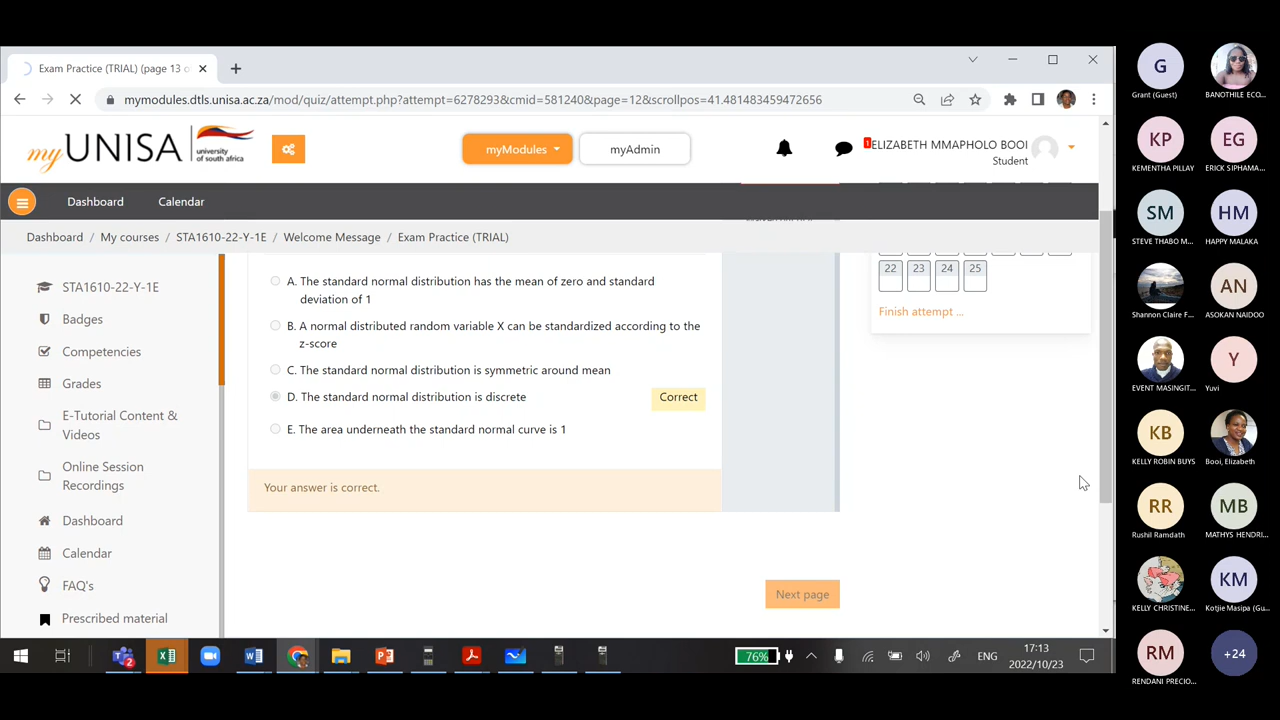 Exam Practice (TRIAL) (page 13 o
mymodules.dtls.unisa.ac.za/mod/quiz/attempt.php?attempt=6278293&cmid=581240&page=12&scrollpos=41.481483459472656
my UNISA university of south africa
myModules
myAdmin
1
ELIZABETH MMAPHOLO BOOI
Student
Dashboard
Calendar
Dashboard / My courses / STA1610-22-Y-1E / Welcome Message / Exam Practice (TRIAL)
STA1610-22-Y-1E
Badges
Competencies
Grades
E-Tutorial Content &
Videos
Online Session
Recordings
Dashboard
Calendar
FAQ's
Prescribed material
A. The standard normal distribution has the mean of zero and standard
deviation of 1
B. A normal distributed random variable X can be standardized according to the
z-score
C. The standard normal distribution is symmetric around mean
D. The standard normal distribution is discrete
Correct
E. The area underneath the standard normal curve is 1
Your answer is correct.
Next page
22 23 24 25
Finish attempt ...
G
Grant (Guest)
BANOTHILE ECO...
KP
KEMENTHA PILLAY
EG
ERICK SIPHAMA...
SM
STEVE THABO M...
HM
HAPPY MALAKA
Shannon Claire F...
AN
ASOKAN NAIDOO
EVENT MASINGIT...
Y
Yuvi
KB
KELLY ROBIN BUYS
Booi, Elizabeth
RR
Rushil Ramdath
MB
MATHYS HENDRI...
KELLY CHRISTINE...
KM
Kotjie Masipa (Gu...
RM
RENDANI PRECIO...
+24
2
76%
ENG
17:13
2022/10/23